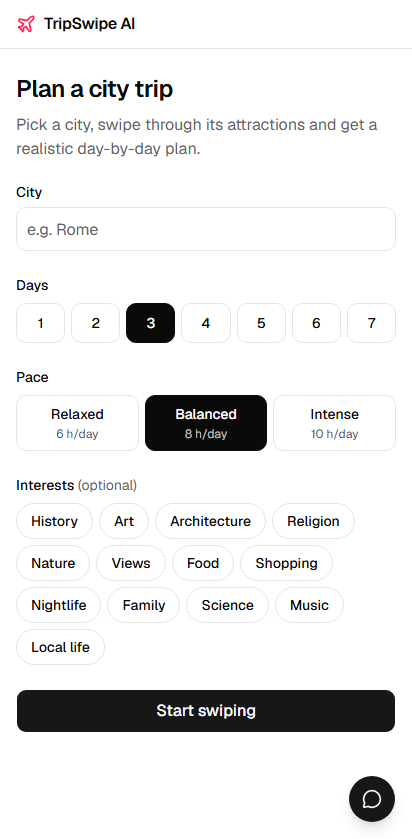 TripSwipe AI
Plan a city trip
Pick a city, swipe through its attractions and get a
realistic day-by-day plan.
City
e.g. Rome
Days
1 2 3 4 5 6 7
Pace
Relaxed Balanced Intense
6 h/day 8 h/day 10 h/day
Interests (optional)
History Art Architecture Religion
Nature Views Food Shopping
Nightlife Family Science Music
Local life
Start swiping